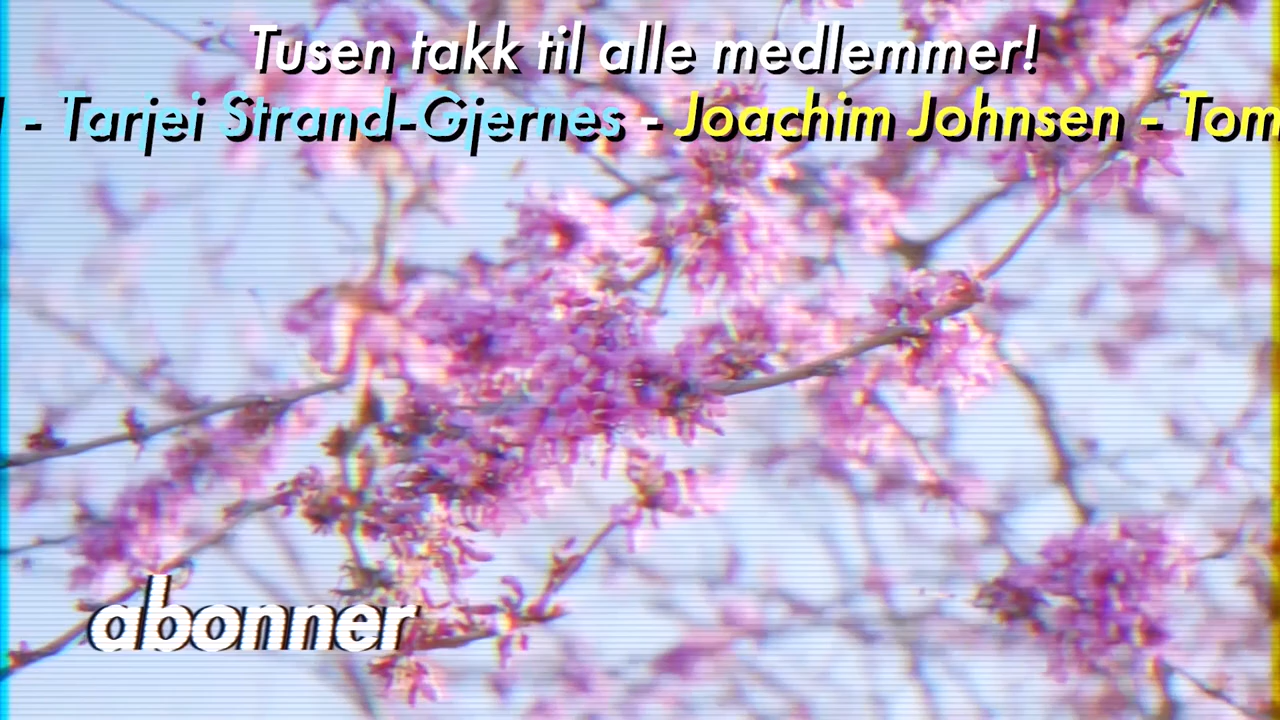 Tusen takk til alle medlemmer!
- Tarjei Strand-Gjernes - Joachim Johnsen - Tom
abonner